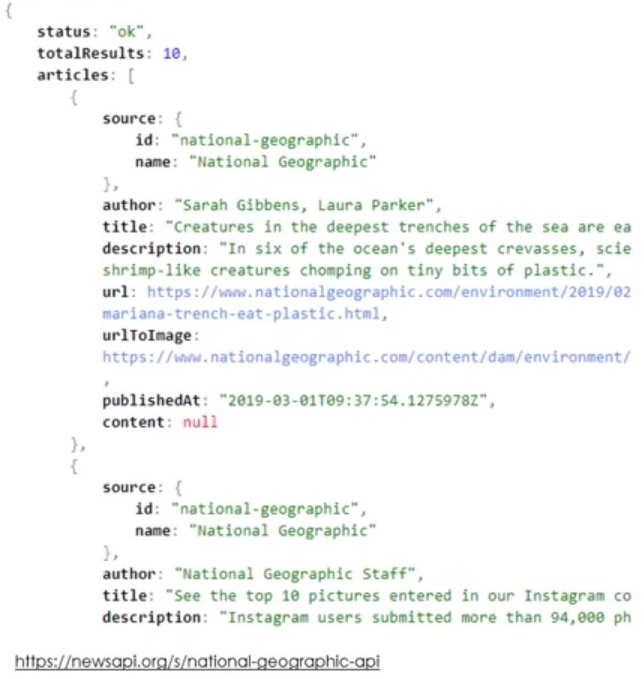 {
status: "ok",
totalResults: 10,
articles: [
{
source: {
id: "national-geographic",
name: "National Geographic"
},
author: "Sarah Gibbens, Laura Parker",
title: "Creatures in the deepest trenches of the sea are ea
description: "In six of the ocean's deepest crevasses, scie
shrimp-like creatures chomping on tiny bits of plastic.",
url: https://www.nationalgeographic.com/environment/2019/02
mariana-trench-eat-plastic.html,
urlToImage:
https://www.nationalgeographic.com/content/dam/environment/
,
publishedAt: "2019-03-01T09:37:54.1275978Z",
content: null
},
{
source: {
id: "national-geographic",
name: "National Geographic"
},
author: "National Geographic Staff",
title: "See the top 10 pictures entered in our Instagram co
description: "Instagram users submitted more than 94,000 ph
https://newsapi.org/s/national-geographic-api